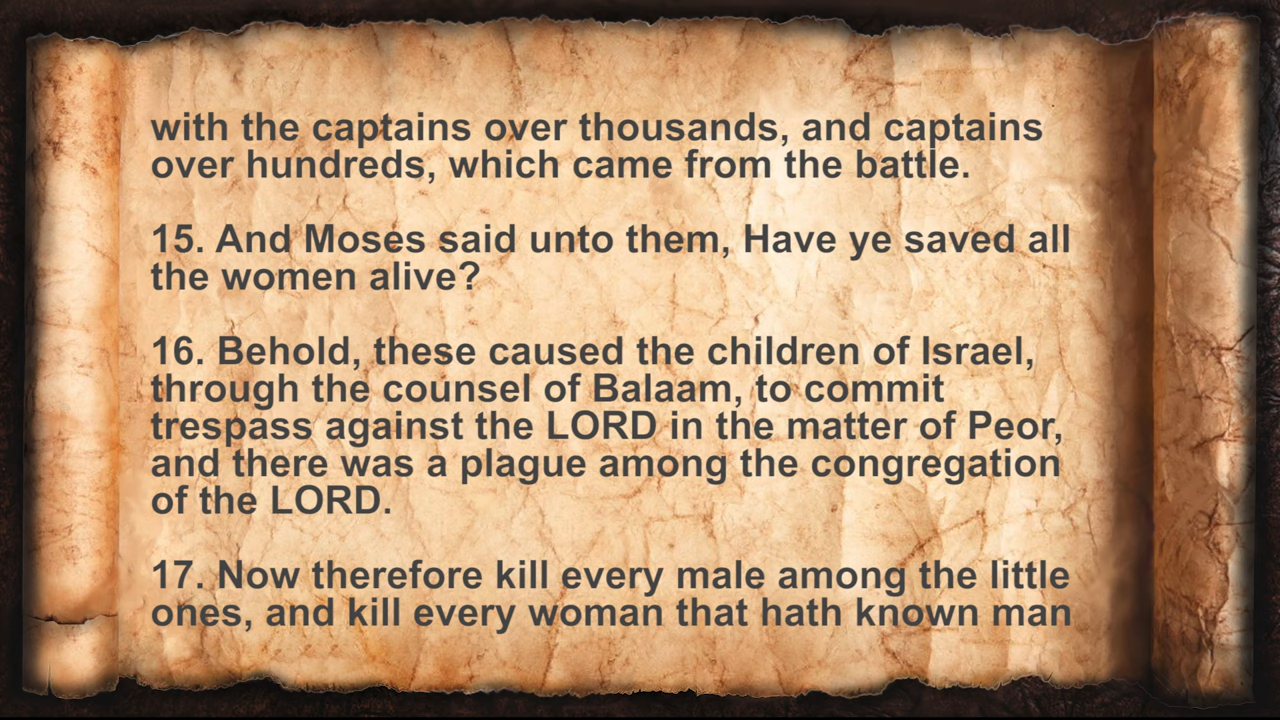 with the captains over thousands, and captains
over hundreds, which came from the battle.
15. And Moses said unto them, Have ye saved all
the women alive?
16. Behold, these caused the children of Israel,
through the counsel of Balaam, to commit
trespass against the LORD in the matter of Peor,
and there was a plague among the congregation
of the LORD.
17. Now therefore kill every male among the little
ones, and kill every woman that hath known man